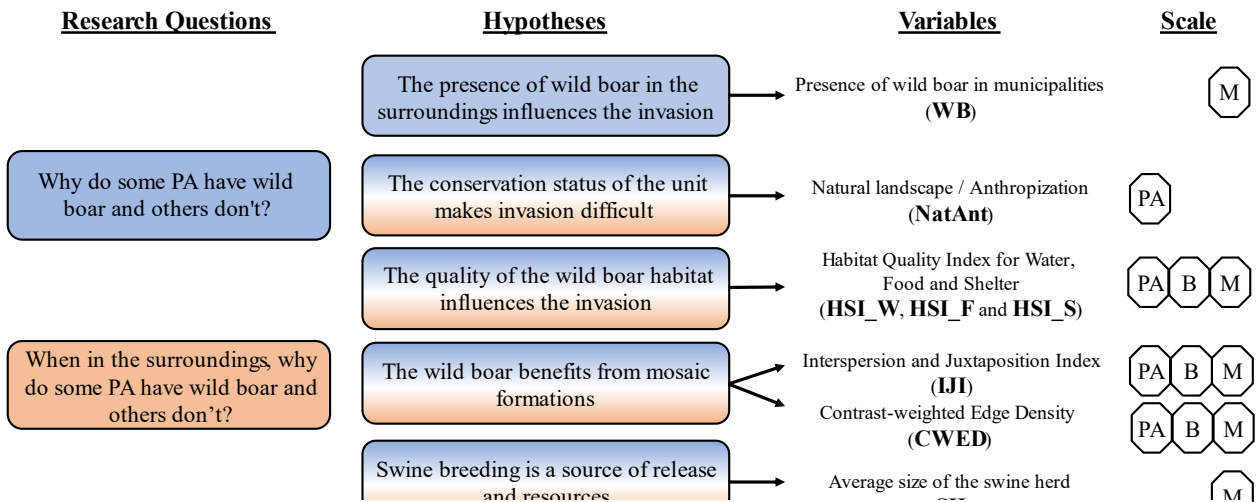 Research Questions
Hypotheses
Variables
Scale
The presence of wild boar in the
surroundings influences the invasion
Presence of wild boar in municipalities
(WB)
M
Why do some PA have wild
boar and others don't?
The conservation status of the unit
makes invasion difficult
Natural landscape / Anthropization
(NatAnt)
PA
The quality of the wild boar habitat
influences the invasion
Habitat Quality Index for Water,
Food and Shelter
(HSI_W, HSI_F and HSI_S)
PA B M
When in the surroundings, why
do some PA have wild boar and
others don’t?
The wild boar benefits from mosaic
formations
Interspersion and Juxtaposition Index
(IJI)
PA B M
Contrast-weighted Edge Density
(CWED)
PA B M
Swine breeding is a source of release
and resources
Average size of the swine herd
M